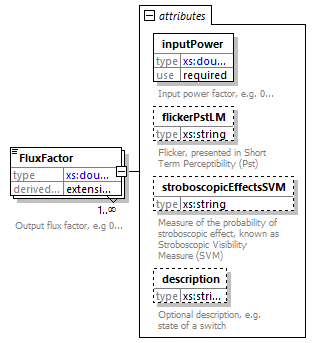 attributes
inputPower
type xs:dou...
use required
Input power factor, e.g. 0...
flickerPstLM
type xs:string
Flicker, presented in Short
Term Perceptibility (Pst)
FluxFactor
type xs:dou...
derived... extensi...
1..∞
Output flux factor, e.g 0...
stroboscopicEffectsSVM
type xs:string
Measure of the probability of
stroboscopic effect, known as
Stroboscopic Visibility
Measure (SVM)
description
type xs:stri...
Optional description, e.g.
state of a switch